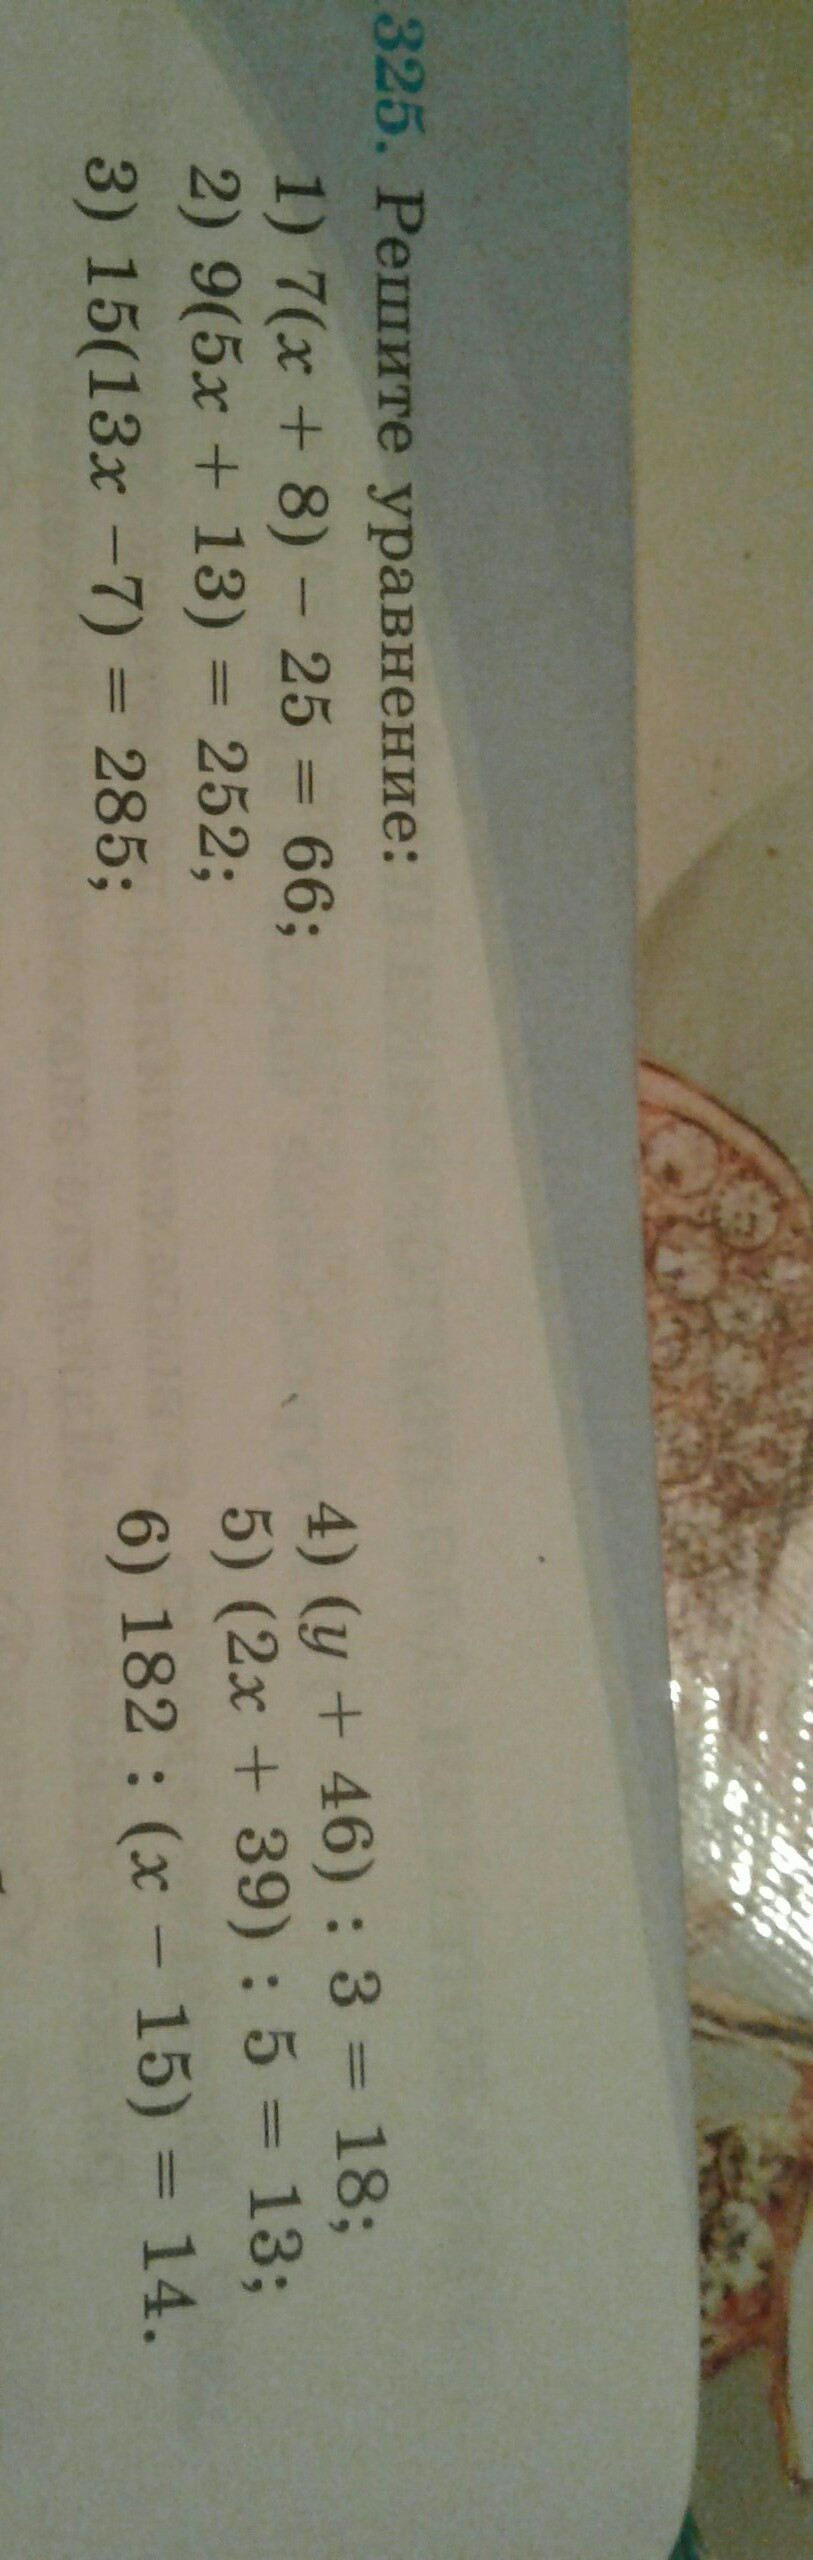 325. Решите уравнение:
1) 7(x + 8) – 25 = 66;
2) 9(5x + 13) = 252;
3) 15(13x –7) = 285;
4) (y + 46) : 3 = 18;
5) (2x + 39) : 5 = 13;
6) 182 : (x – 15) = 14.